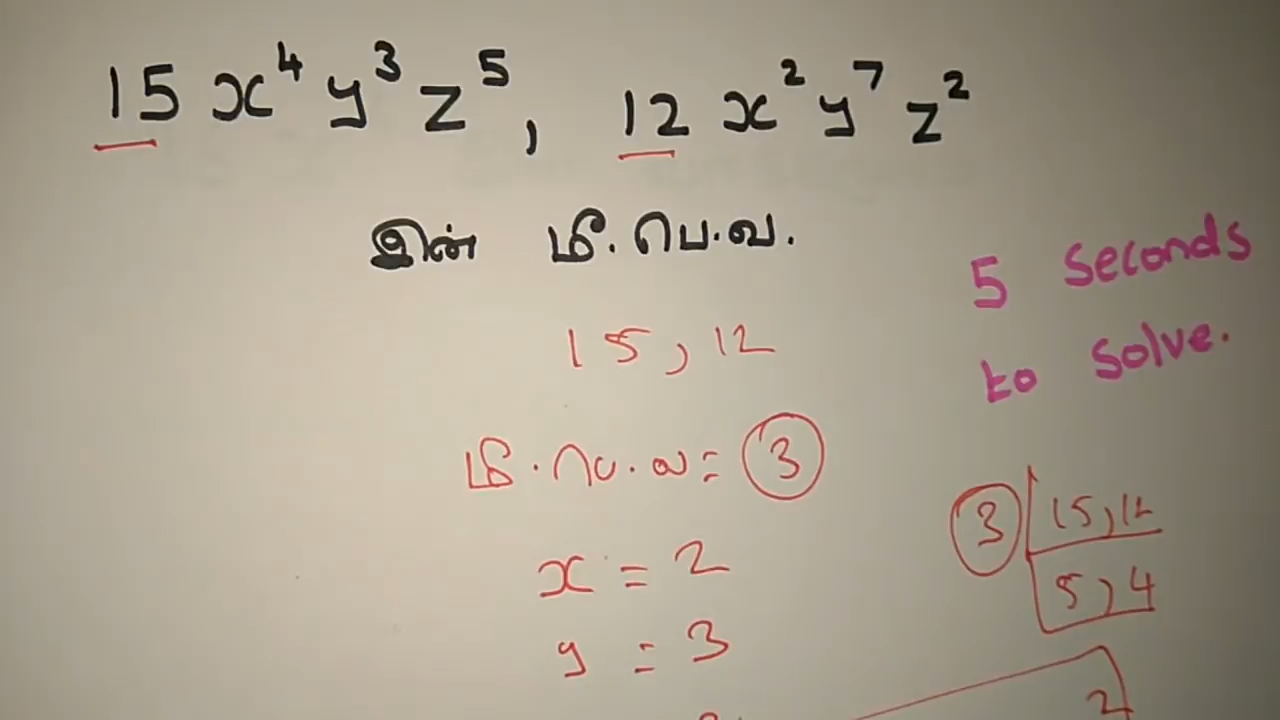 15 x⁴ y³ z⁵, 12 x² y⁷ z²
இன் மீ.பெ.வ.
5 seconds
to solve.
15, 12
மீ.பெ.வ = 3
3 | 15, 12
5, 4
x = 2
y = 3
2